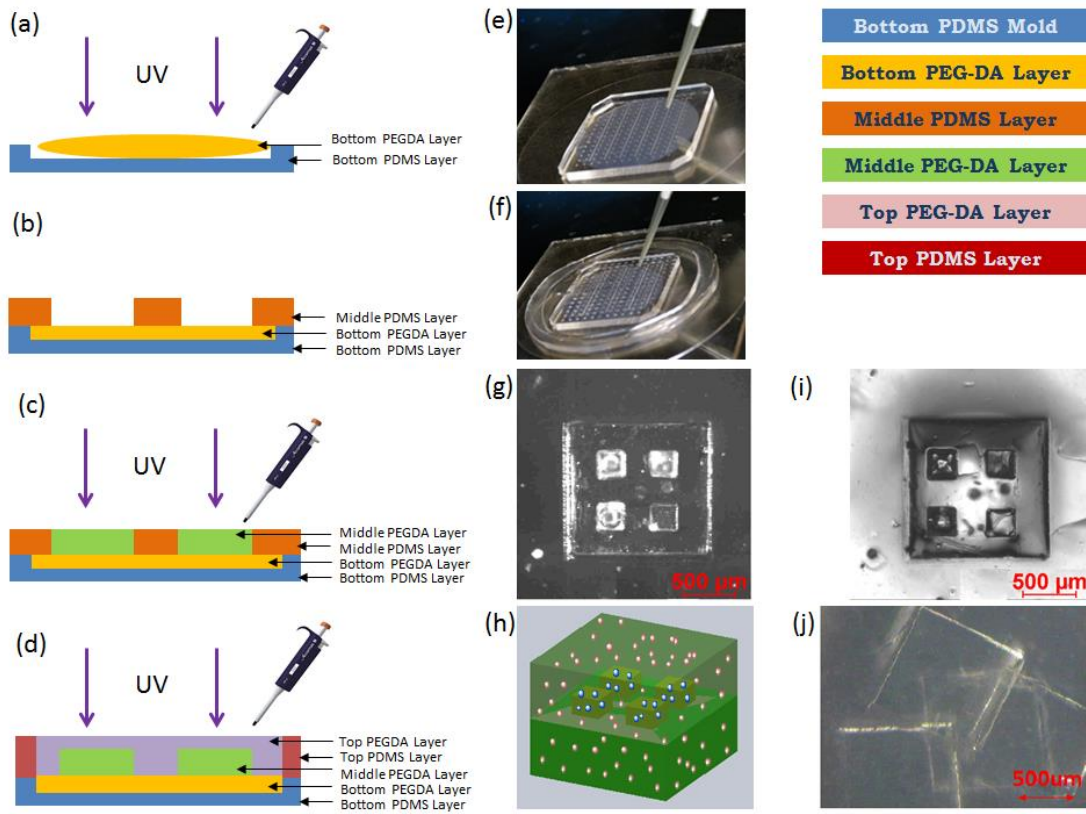 (a)
UV
Bottom PEGDA Layer
Bottom PDMS Layer
(b)
Middle PDMS Layer
Bottom PEGDA Layer
Bottom PDMS Layer
(c)
UV
Middle PEGDA Layer
Middle PDMS Layer
Bottom PEGDA Layer
Bottom PDMS Layer
(d)
UV
Top PEGDA Layer
Top PDMS Layer
Middle PEGDA Layer
Bottom PEGDA Layer
Bottom PDMS Layer
(e)
(f)
(g)
500 µm
(h)
Bottom PDMS Mold
Bottom PEG-DA Layer
Middle PDMS Layer
Middle PEG-DA Layer
Top PEG-DA Layer
Top PDMS Layer
(i)
500 µm
(j)
500um